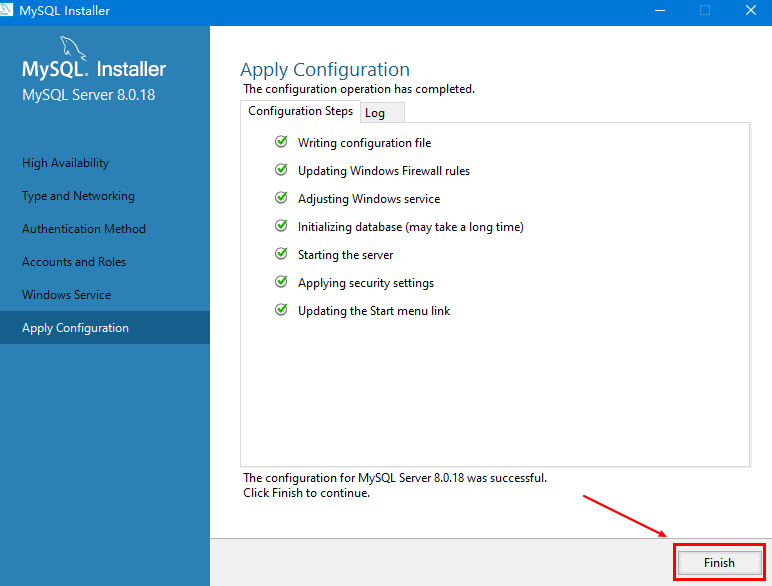 MySQL Installer
MySQL® Installer
MySQL Server 8.0.18
High Availability
Type and Networking
Authentication Method
Accounts and Roles
Windows Service
Apply Configuration
Apply Configuration
The configuration operation has completed.
Configuration Steps Log
Writing configuration file
Updating Windows Firewall rules
Adjusting Windows service
Initializing database (may take a long time)
Starting the server
Applying security settings
Updating the Start menu link
The configuration for MySQL Server 8.0.18 was successful.
Click Finish to continue.
Finish